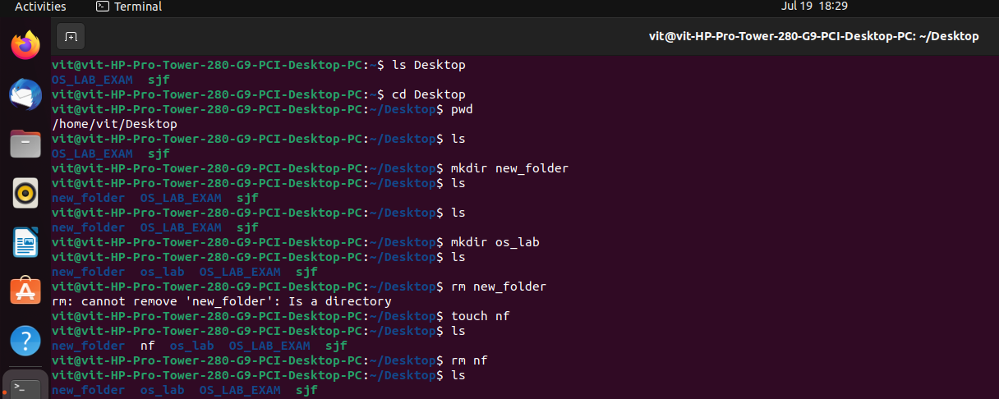 Activities Terminal Jul 19 18:29
vit@vit-HP-Pro-Tower-280-G9-PCI-Desktop-PC: ~/Desktop
vit@vit-HP-Pro-Tower-280-G9-PCI-Desktop-PC:~$ ls Desktop
OS_LAB_EXAM sjf
vit@vit-HP-Pro-Tower-280-G9-PCI-Desktop-PC:~$ cd Desktop
vit@vit-HP-Pro-Tower-280-G9-PCI-Desktop-PC:~/Desktop$ pwd
/home/vit/Desktop
vit@vit-HP-Pro-Tower-280-G9-PCI-Desktop-PC:~/Desktop$ ls
OS_LAB_EXAM sjf
vit@vit-HP-Pro-Tower-280-G9-PCI-Desktop-PC:~/Desktop$ mkdir new_folder
vit@vit-HP-Pro-Tower-280-G9-PCI-Desktop-PC:~/Desktop$ ls
new_folder OS_LAB_EXAM sjf
vit@vit-HP-Pro-Tower-280-G9-PCI-Desktop-PC:~/Desktop$ ls
new_folder OS_LAB_EXAM sjf
vit@vit-HP-Pro-Tower-280-G9-PCI-Desktop-PC:~/Desktop$ mkdir os_lab
vit@vit-HP-Pro-Tower-280-G9-PCI-Desktop-PC:~/Desktop$ ls
new_folder os_lab OS_LAB_EXAM sjf
vit@vit-HP-Pro-Tower-280-G9-PCI-Desktop-PC:~/Desktop$ rm new_folder
rm: cannot remove 'new_folder': Is a directory
vit@vit-HP-Pro-Tower-280-G9-PCI-Desktop-PC:~/Desktop$ touch nf
vit@vit-HP-Pro-Tower-280-G9-PCI-Desktop-PC:~/Desktop$ ls
new_folder nf os_lab OS_LAB_EXAM sjf
vit@vit-HP-Pro-Tower-280-G9-PCI-Desktop-PC:~/Desktop$ rm nf
vit@vit-HP-Pro-Tower-280-G9-PCI-Desktop-PC:~/Desktop$ ls
new_folder os_lab OS_LAB_EXAM sjf